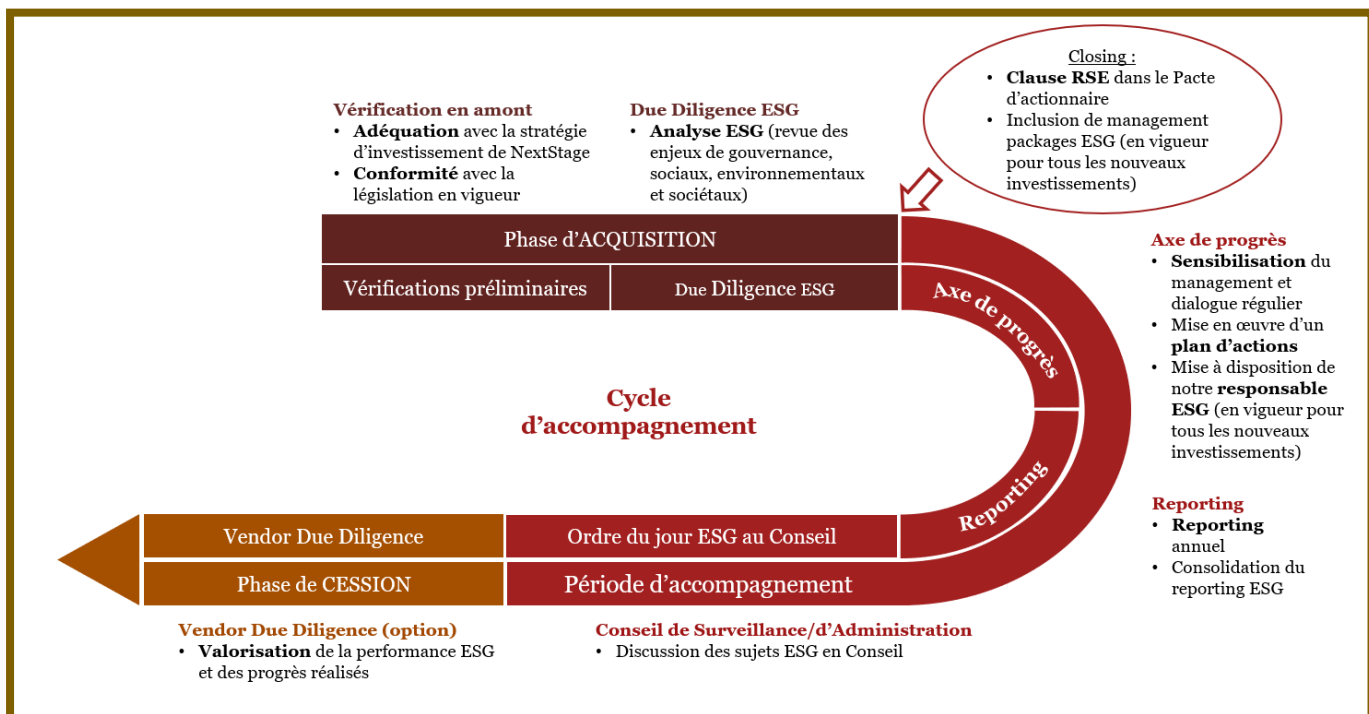 Closing :
• Clause RSE dans le Pacte
d’actionnaire
• Inclusion de management
packages ESG (en vigueur
pour tous les nouveaux
investissements)
Vérification en amont
• Adéquation avec la stratégie
d’investissement de NextStage
• Conformité avec la
législation en vigueur
Due Diligence ESG
• Analyse ESG (revue des
enjeux de gouvernance,
sociaux, environnementaux
et sociétaux)
Phase d’ACQUISITION
Vérifications préliminaires
Due Diligence ESG
Axe de progrès
Axe de progrès
• Sensibilisation du
management et
dialogue régulier
• Mise en œuvre d’un
plan d’actions
• Mise à disposition de
notre responsable
ESG (en vigueur pour
tous les nouveaux
investissements)
Cycle
d’accompagnement
Reporting
Reporting
• Reporting
annuel
• Consolidation du
reporting ESG
Vendor Due Diligence
Ordre du jour ESG au Conseil
Phase de CESSION
Période d’accompagnement
Vendor Due Diligence (option)
• Valorisation de la performance ESG
et des progrès réalisés
Conseil de Surveillance/d’Administration
• Discussion des sujets ESG en Conseil